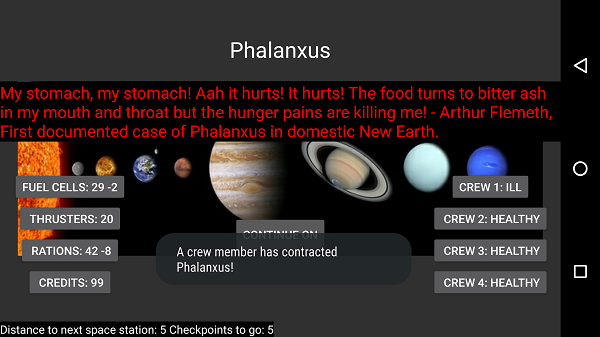 Phalanxus
My stomach, my stomach! Aah it hurts! It hurts! The food turns to bitter ash
in my mouth and throat but the hunger pains are killing me! - Arthur Flemeth,
First documented case of Phalanxus in domestic New Earth.
FUEL CELLS: 29 -2
CREW 1: ILL
THRUSTERS: 20
CREW 2: HEALTHY
CONTINUE ON
RATIONS: 42 -8
A crew member has contracted
Phalanxus!
CREW 3: HEALTHY
CREDITS: 99
CREW 4: HEALTHY
Distance to next space station: 5 Checkpoints to go: 5